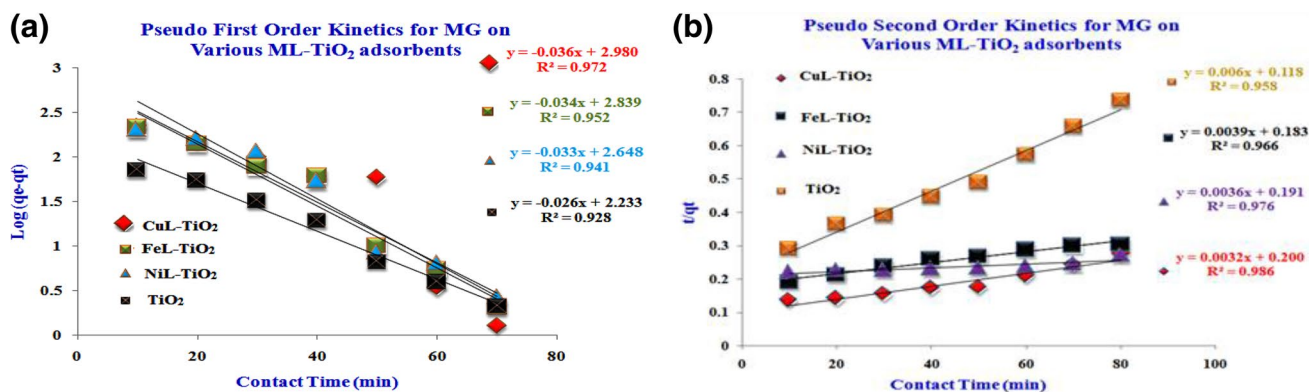 (a)
Pseudo First Order Kinetics for MG on
Various ML-TiO₂ adsorbents
y = -0.036x + 2.980
R² = 0.972
y = -0.034x + 2.839
R² = 0.952
y = -0.033x + 2.648
R² = 0.941
y = -0.026x + 2.233
R² = 0.928
3
2.5
2
1.5
1
0.5
0
Log (qe-qt)
CuL-TiO₂
FeL-TiO₂
NiL-TiO₂
TiO₂
0 20 40 60 80
Contact Time (min)
(b)
Pseudo Second Order Kinetics for MG on
Various ML-TiO₂ adsorbents
CuL-TiO₂
FeL-TiO₂
NiL-TiO₂
TiO₂
y = 0.006x + 0.118
R² = 0.958
y = 0.0039x + 0.183
R² = 0.966
y = 0.0036x + 0.191
R² = 0.976
y = 0.0032x + 0.200
R² = 0.986
0.8
0.7
0.6
0.5
0.4
0.3
0.2
0.1
0
t/qt
0 20 40 60 80 100
Contact Time (min)